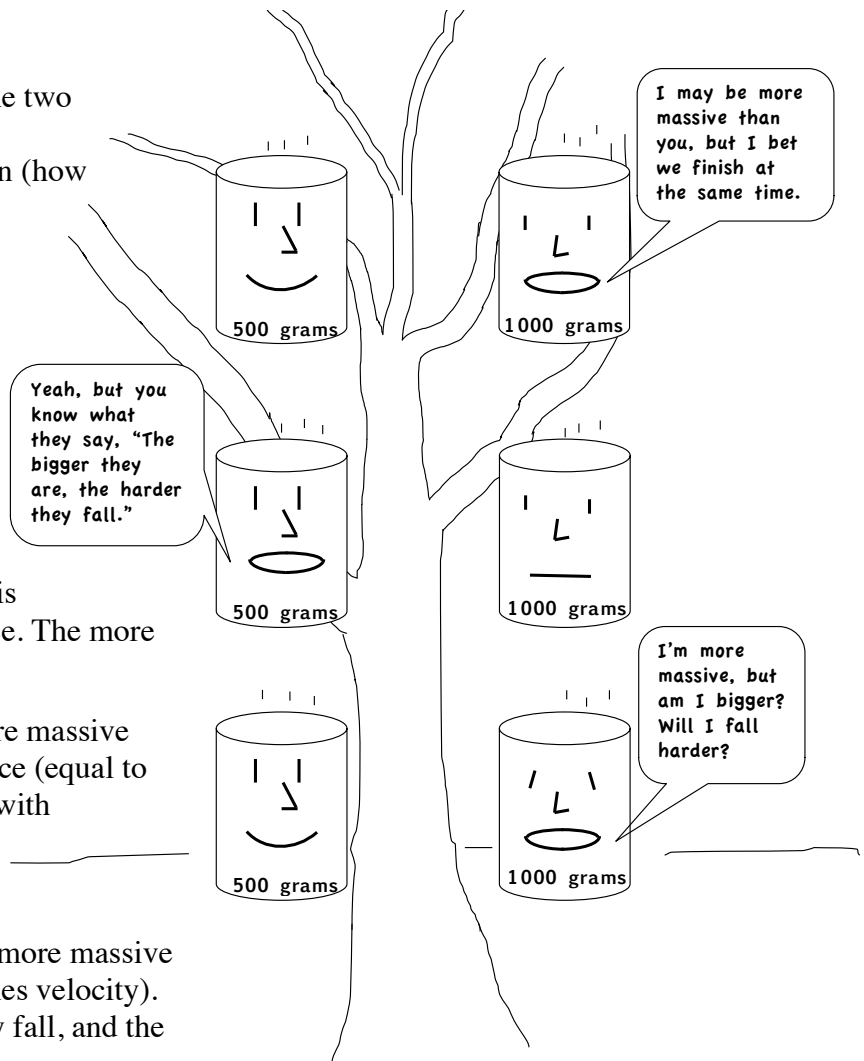 e two
n (how
I may be more
massive than
you, but I bet
we finish at
the same time.
500 grams
1000 grams
Yeah, but you
know what
they say, “The
bigger they
are, the harder
they fall.”
500 grams
1000 grams
is
e. The more
I’m more
massive, but
am I bigger?
Will I fall
harder?
re massive
ce (equal to
with
500 grams
1000 grams
more massive
es velocity).
fall, and the